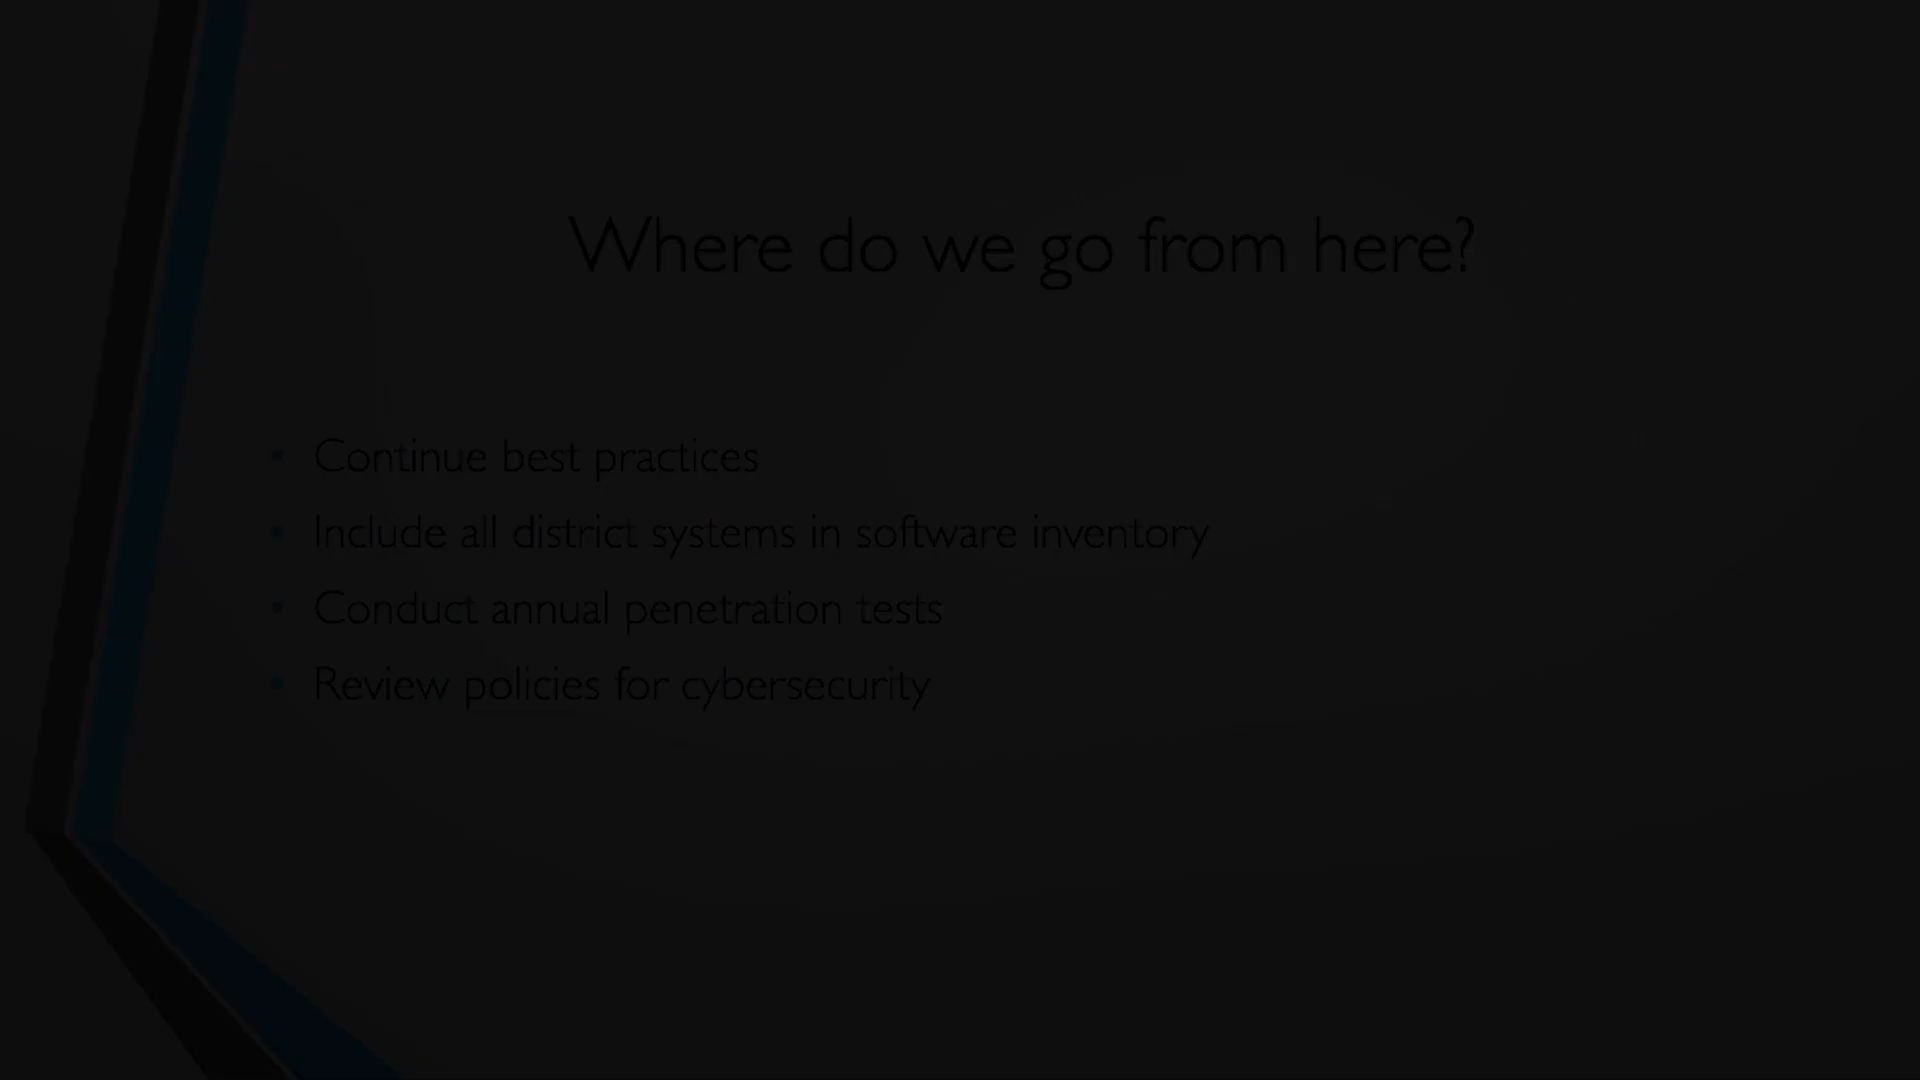 Where do we go from here?
• Continue best practices
• Include all district systems in software inventory
• Conduct annual penetration tests
• Review policies for cybersecurity